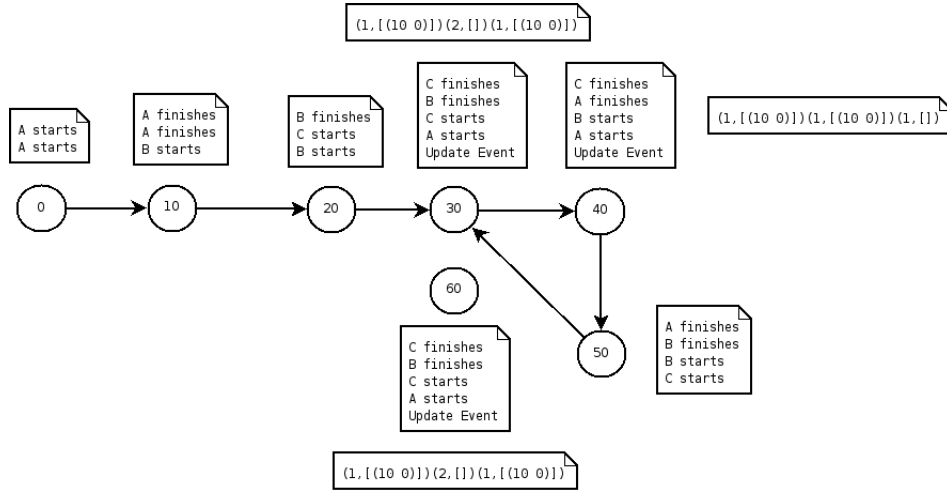 (1,[(10 0)])(2,[])(1,[(10 0)])
A starts
A starts
A finishes
A finishes
B starts
B finishes
C starts
B starts
C finishes
B finishes
C starts
A starts
Update Event
C finishes
A finishes
B starts
A starts
Update Event
(1,[(10 0)])(1,[(10 0)])(1,[])
0
10
20
30
40
60
50
A finishes
B finishes
B starts
C starts
C finishes
B finishes
C starts
A starts
Update Event
(1,[(10 0)])(2,[])(1,[(10 0)])